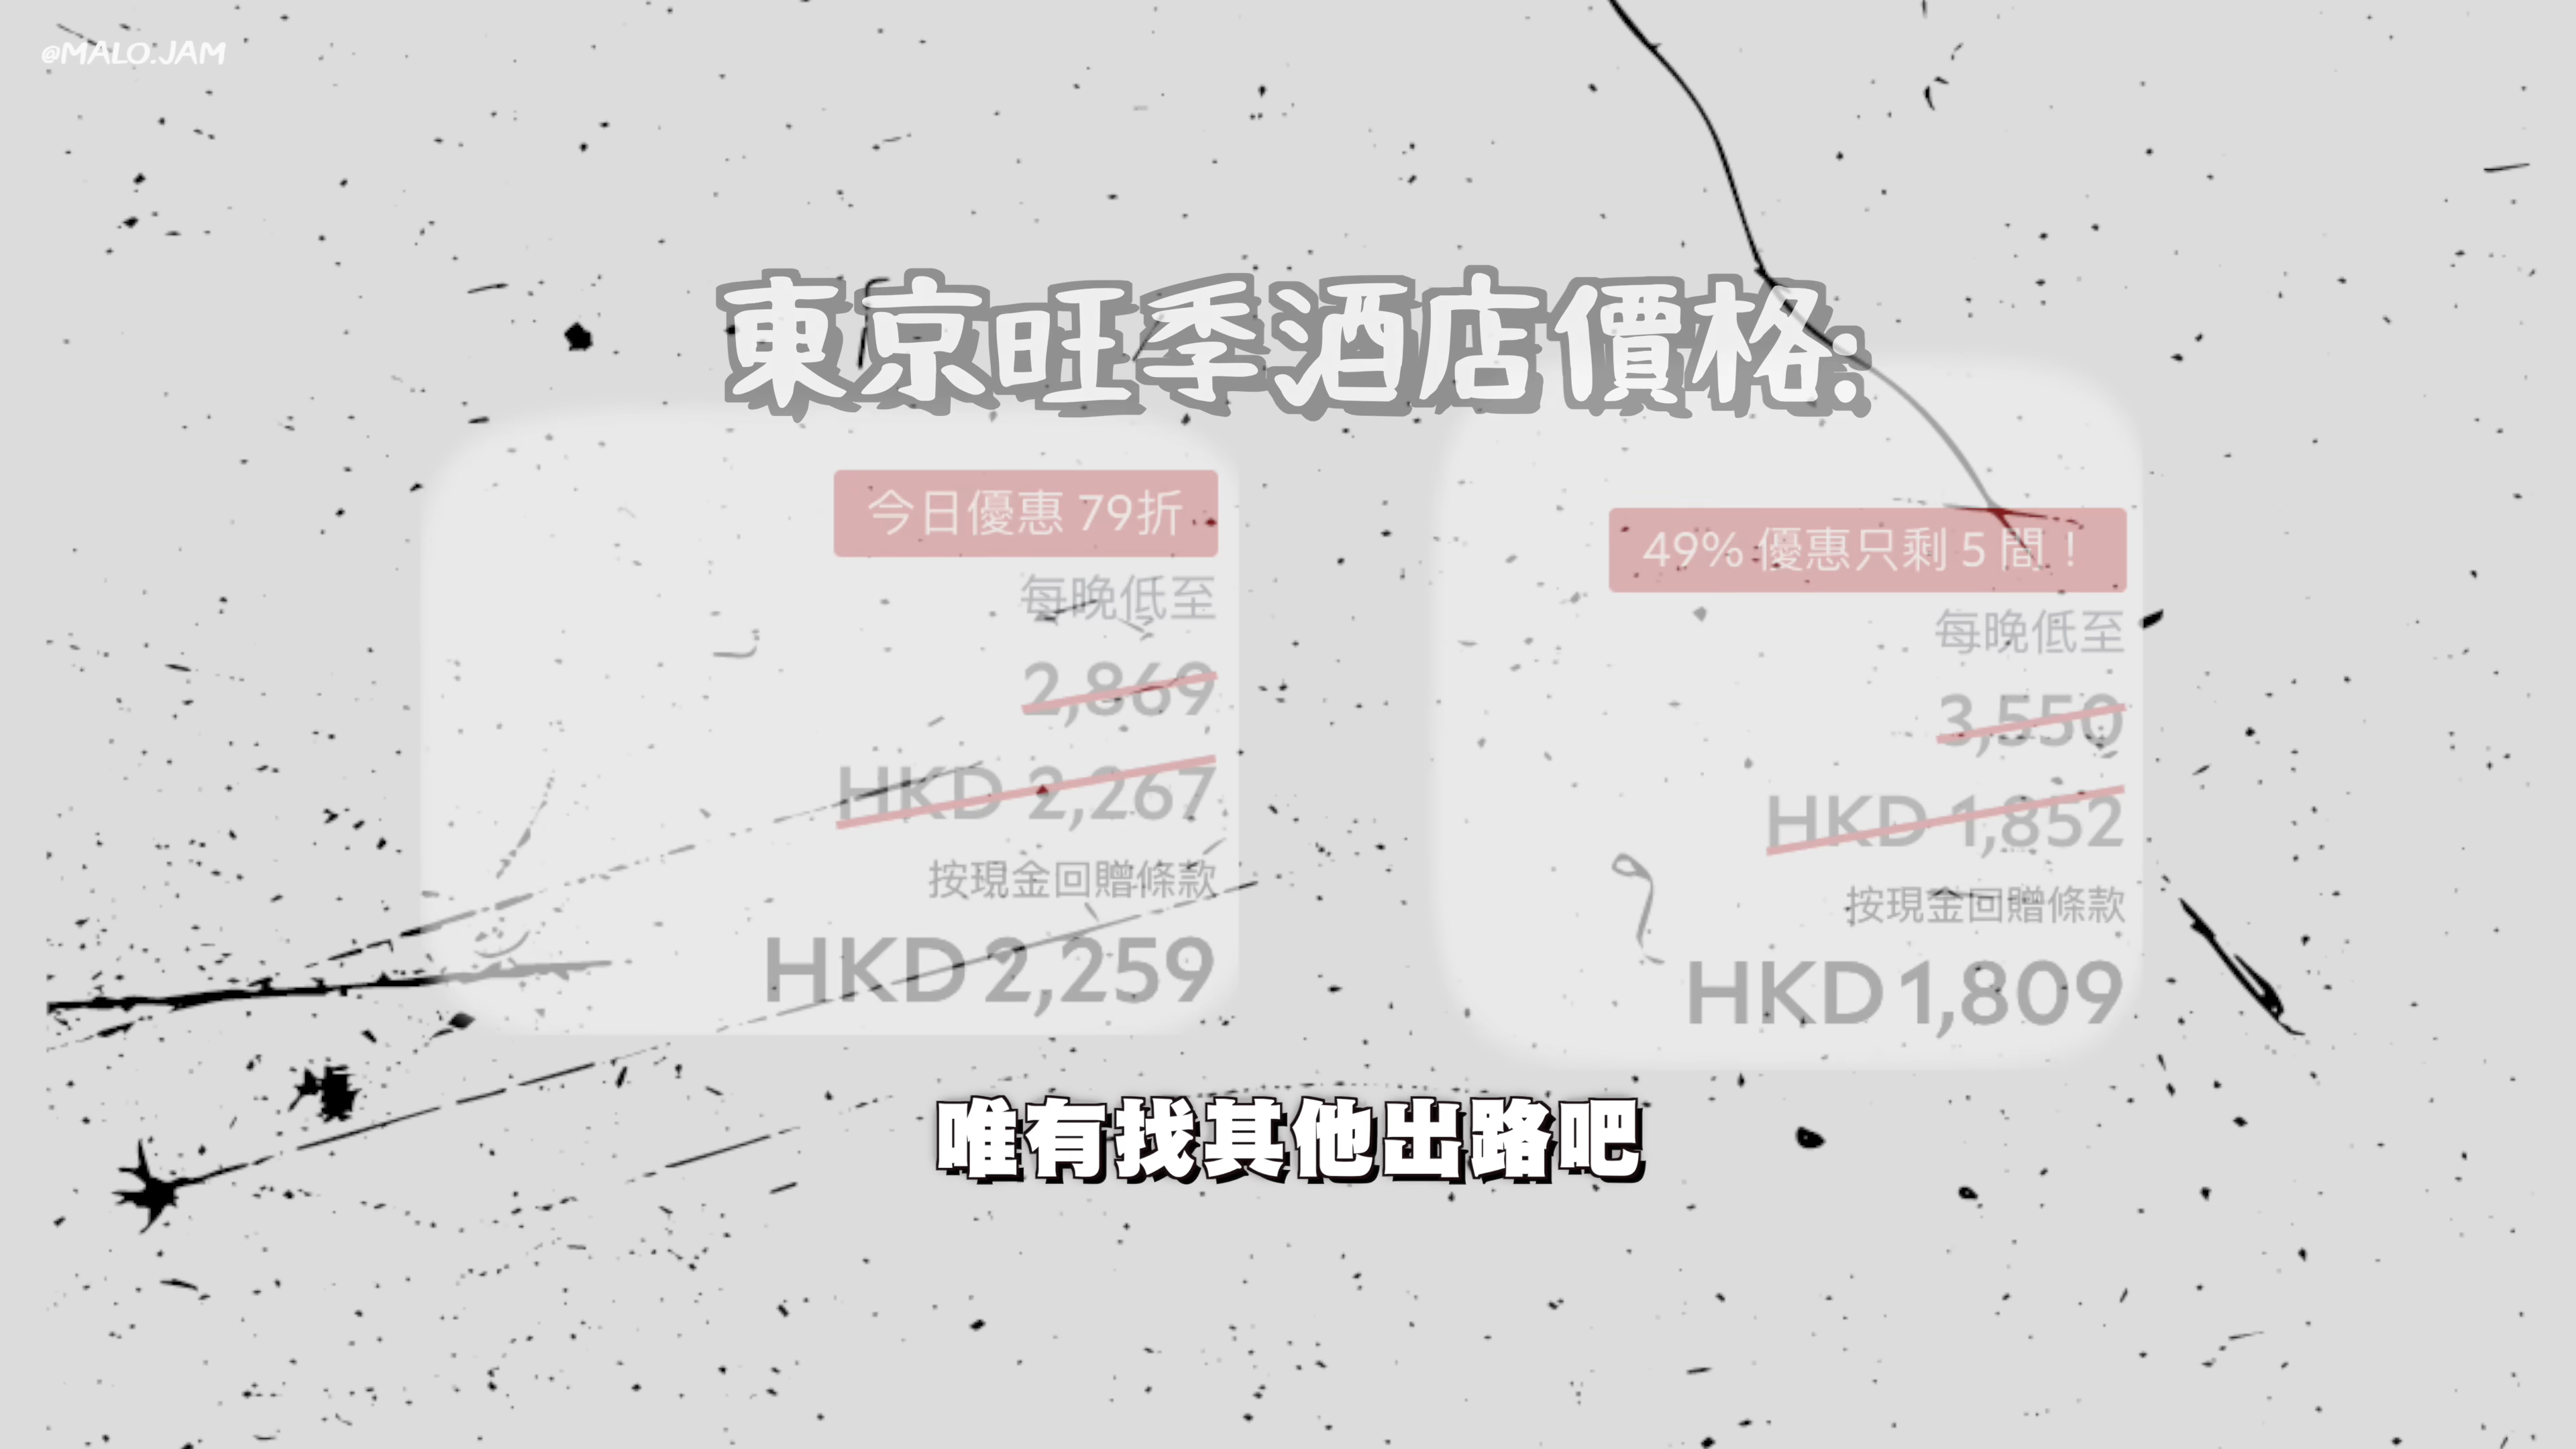 @MALO.JAM
東京旺季酒店價格:
今日優惠 79折
每晚低至
2,869
HKD 2,267
按現金回贈條款
HKD 2,259
49% 優惠只剩 5 間！
每晚低至
3,550
HKD 1,852
按現金回贈條款
HKD 1,809
唯有找其他出路吧